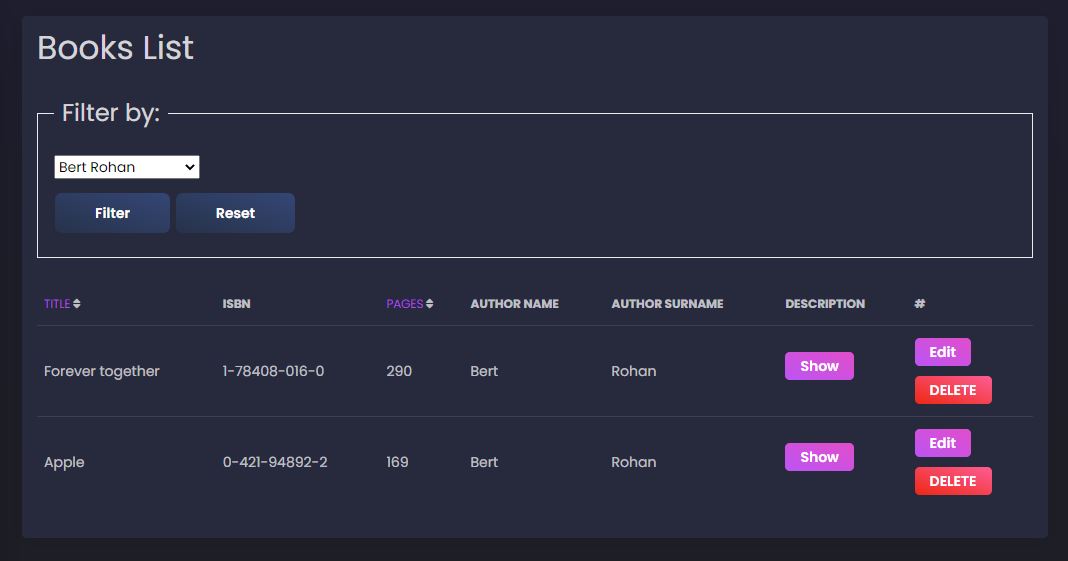 Books List
Filter by:
Bert Rohan
Filter Reset
TITLE ISBN PAGES AUTHOR NAME AUTHOR SURNAME DESCRIPTION #
Forever together 1-78408-016-0 290 Bert Rohan Show Edit
DELETE
Apple 0-421-94892-2 169 Bert Rohan Show Edit
DELETE